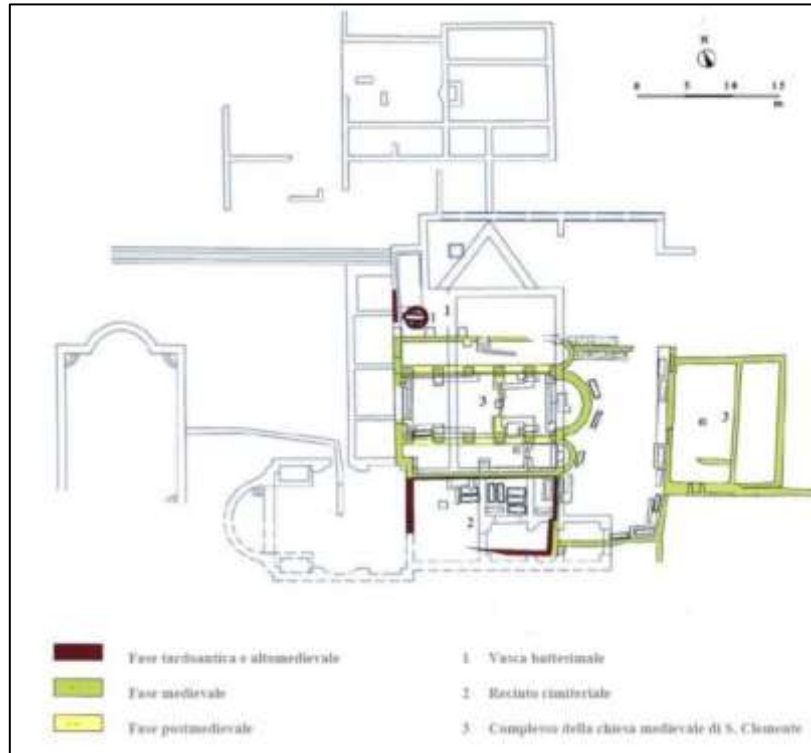 N
0 5 10 15
m
1
1
3
3
2
Fase tardoantica e altomedievale
Fase medievale
Fase postmedievale
1 Vasca battesimale
2 Recinto cimiteriale
3 Complesso della chiesa medievale di S. Clemente